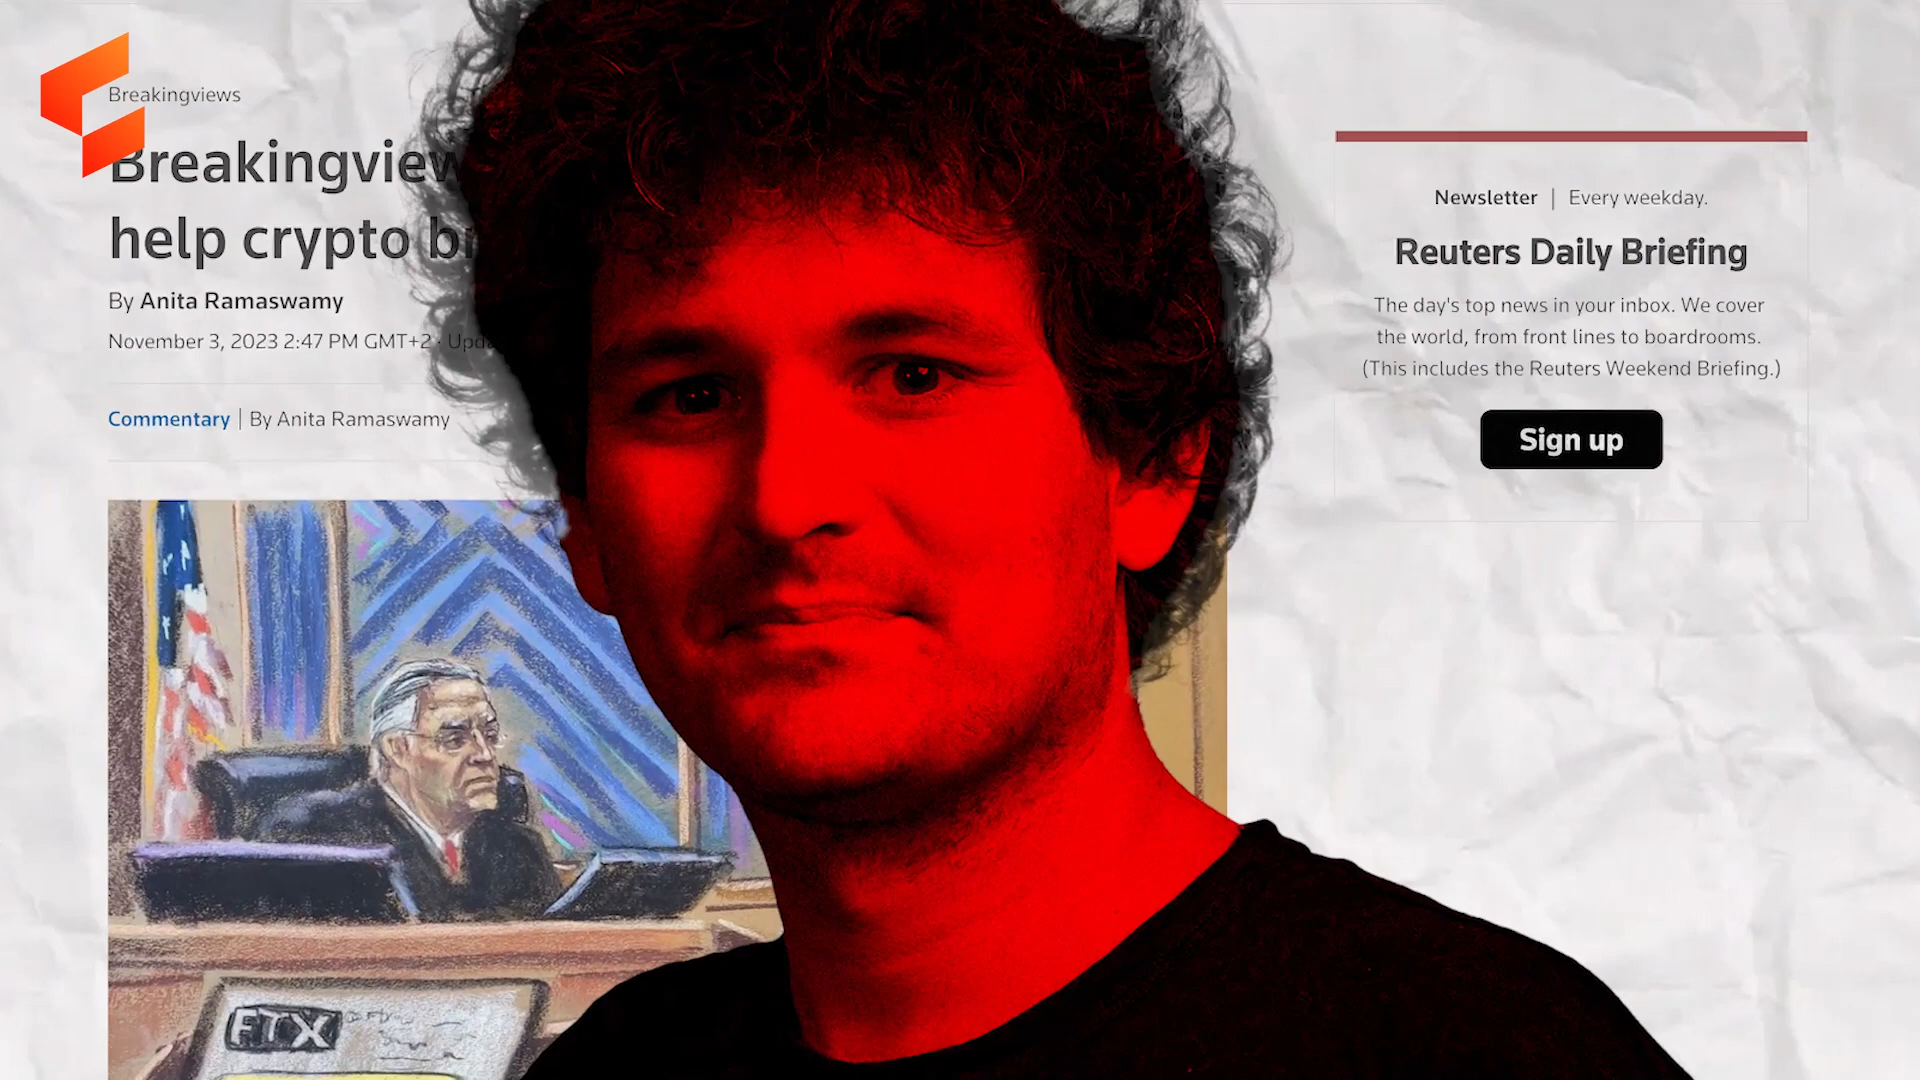 Breakingviews
Breakingview
help crypto b
By Anita Ramaswamy
November 3, 2023 2:47 PM GMT+2 · Upda
Commentary | By Anita Ramaswamy
Newsletter | Every weekday.
Reuters Daily Briefing
The day's top news in your inbox. We cover
the world, from front lines to boardrooms.
(This includes the Reuters Weekend Briefing.)
Sign up
FTX